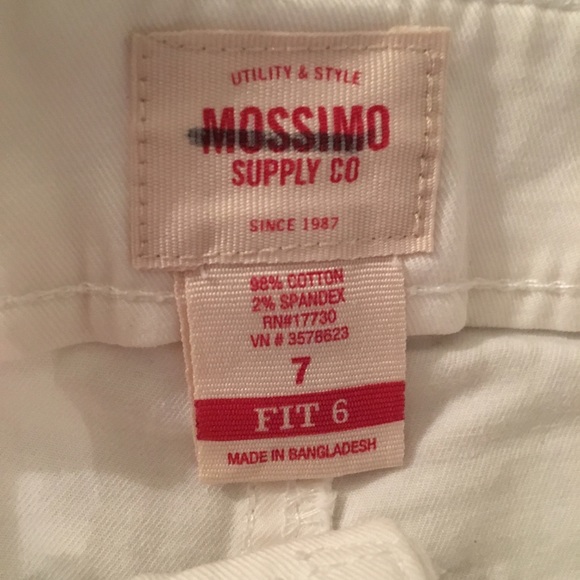 UTILITY & STYLE
MOSSIMO
SUPPLY CO
SINCE 1987
98% COTTON
2% SPANDEX
RN#17730
VN # 3578623
7
FIT 6
MADE IN BANGLADESH